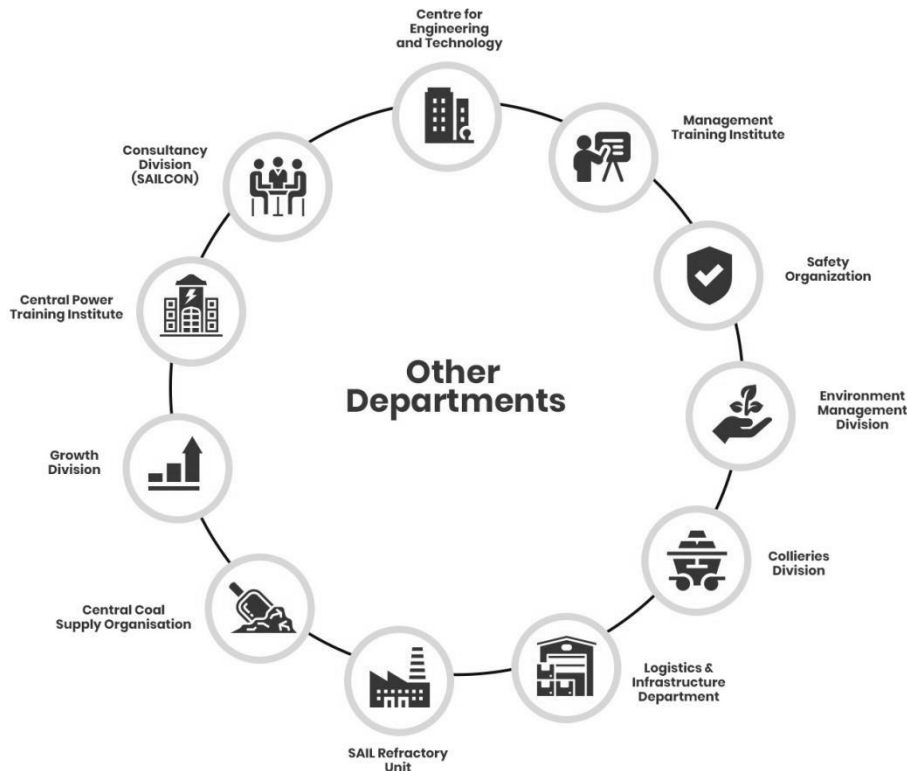 Centre for
Engineering
and Technology
Management
Training Institute
Safety
Organization
Environment
Management
Division
Collieries
Division
Logistics &
Infrastructure
Department
SAIL Refractory
Unit
Central Coal
Supply Organisation
Growth
Division
Central Power
Training Institute
Consultancy
Division
(SAILCON)
Other
Departments